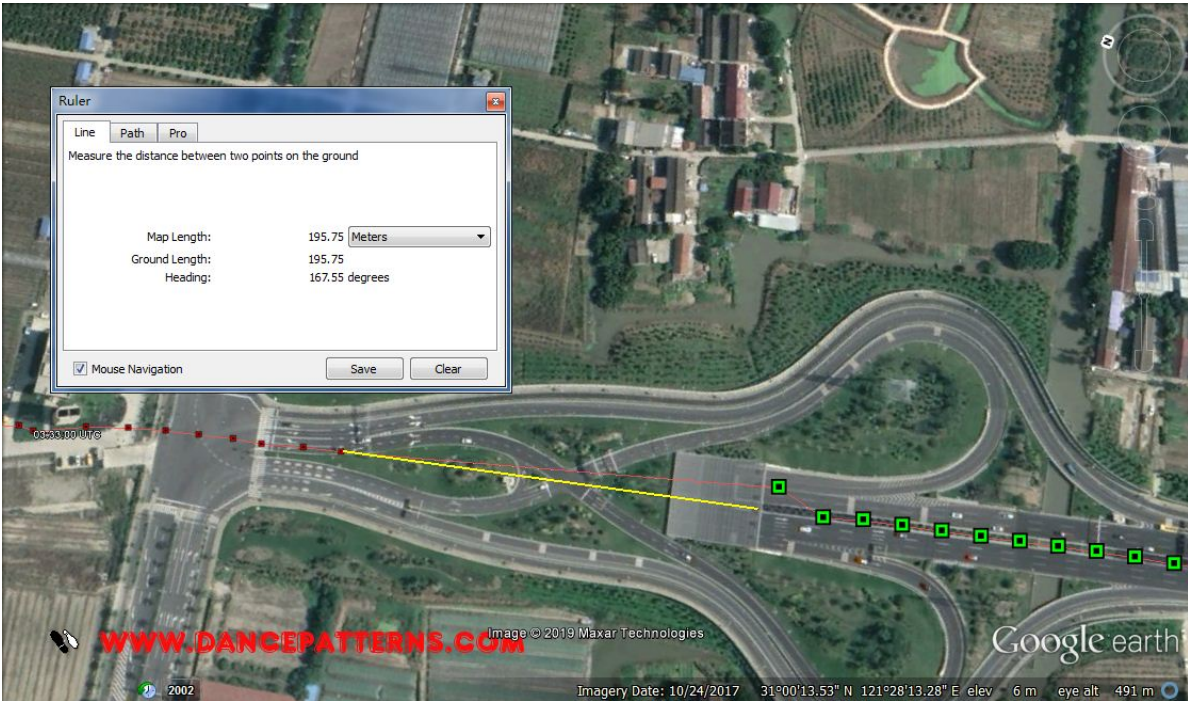 N
Ruler
Line Path Pro
Measure the distance between two points on the ground
Map Length: 195.75 Meters
Ground Length: 195.75
Heading: 167.55 degrees
Mouse Navigation Save Clear
03:33:00 UTC
WWW.DANCEPATTERNS.COM
Image © 2019 Maxar Technologies
Google earth
2002
Imagery Date: 10/24/2017 31°00'13.53" N 121°28'13.28" E elev 6 m eye alt 491 m